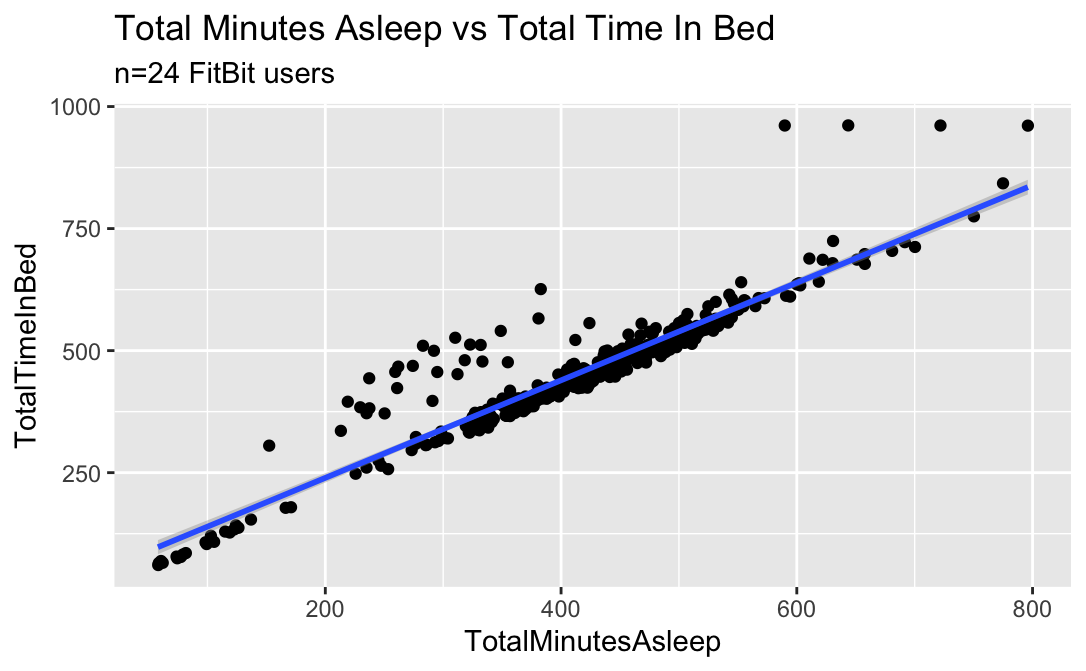 Total Minutes Asleep vs Total Time In Bed
n=24 FitBit users
1000
750
500
250
TotalTimeInBed
200 400 600 800
TotalMinutesAsleep